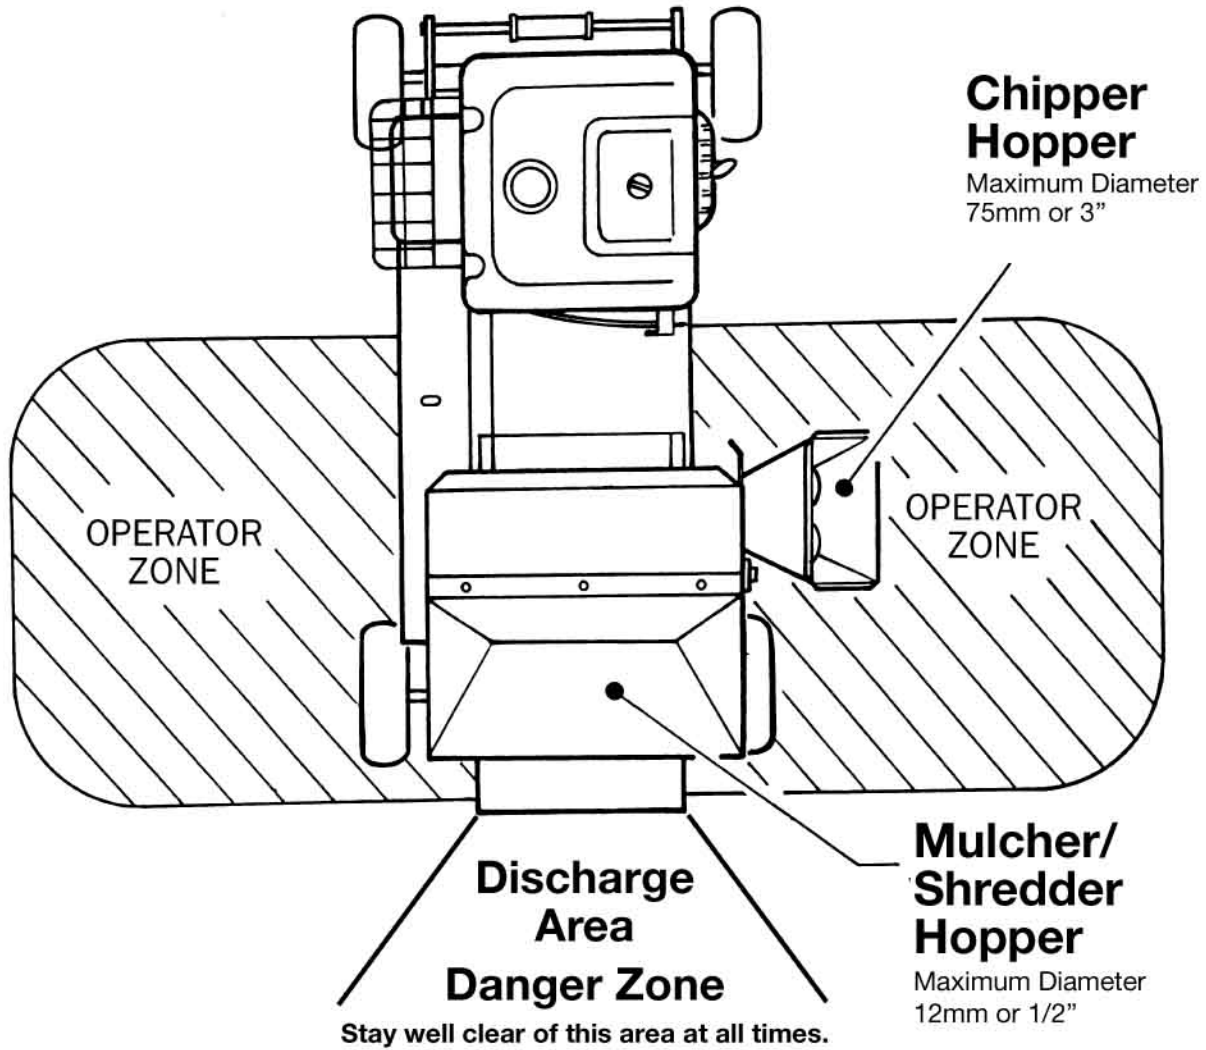 Chipper
Hopper
Maximum Diameter
75mm or 3”
OPERATOR
ZONE
OPERATOR
ZONE
Mulcher/
Shredder
Hopper
Maximum Diameter
12mm or 1/2”
Discharge
Area
Danger Zone
Stay well clear of this area at all times.